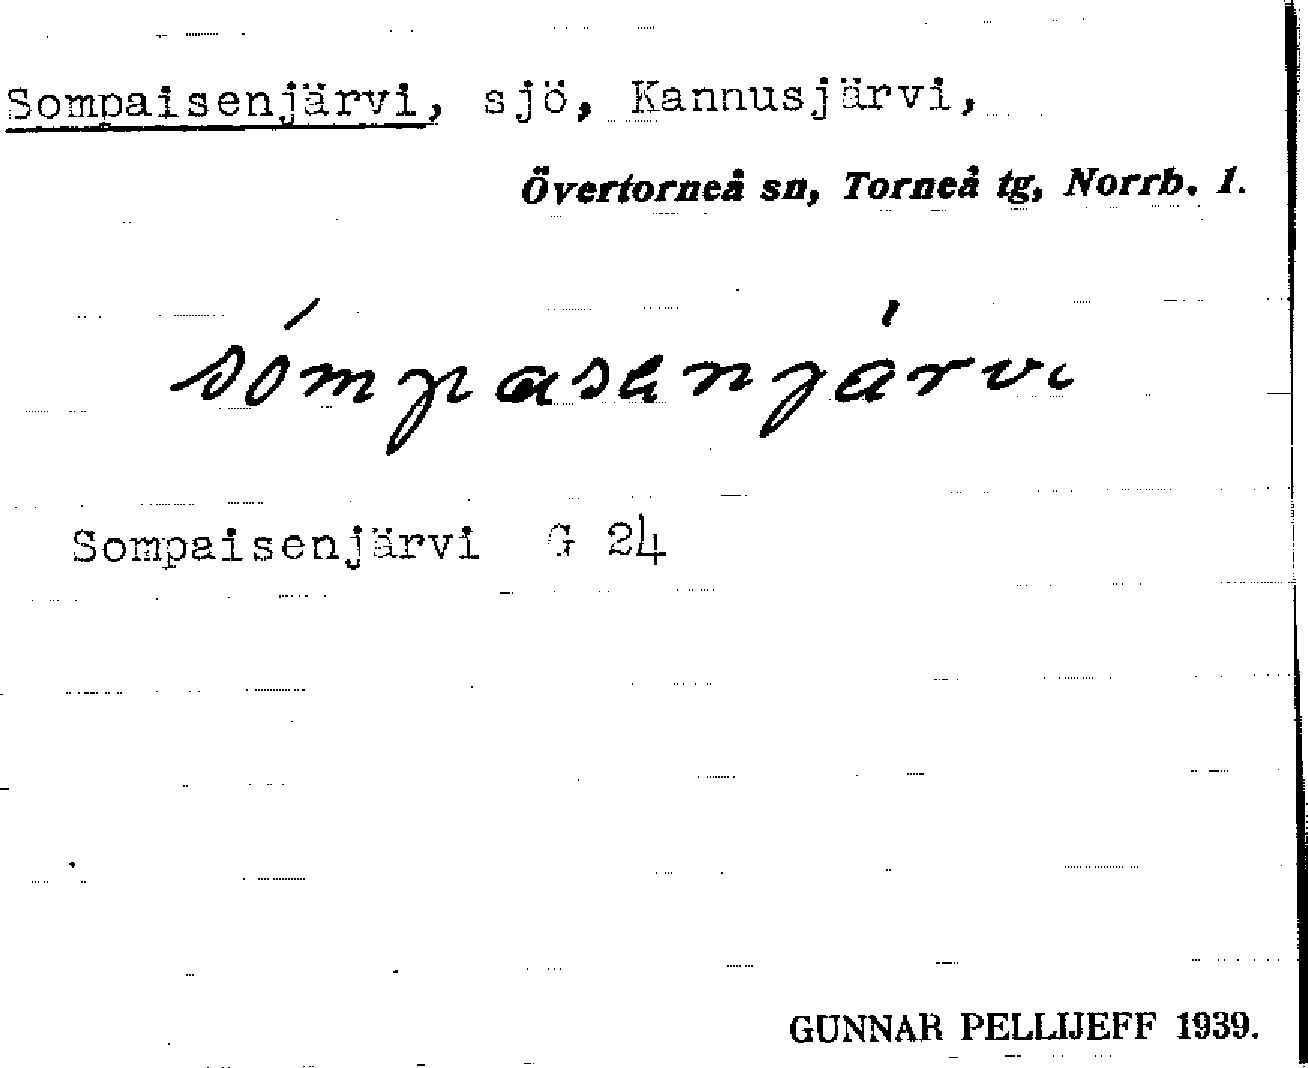 Sompaisenjärvi, sjö, Kannusjärvi,
Övertorneå sn, Torneå tg, Norrb. l.
sómpasenjárvi
Sompaisenjärvi G 24
GUNNAR PELLIJEFF 1939.